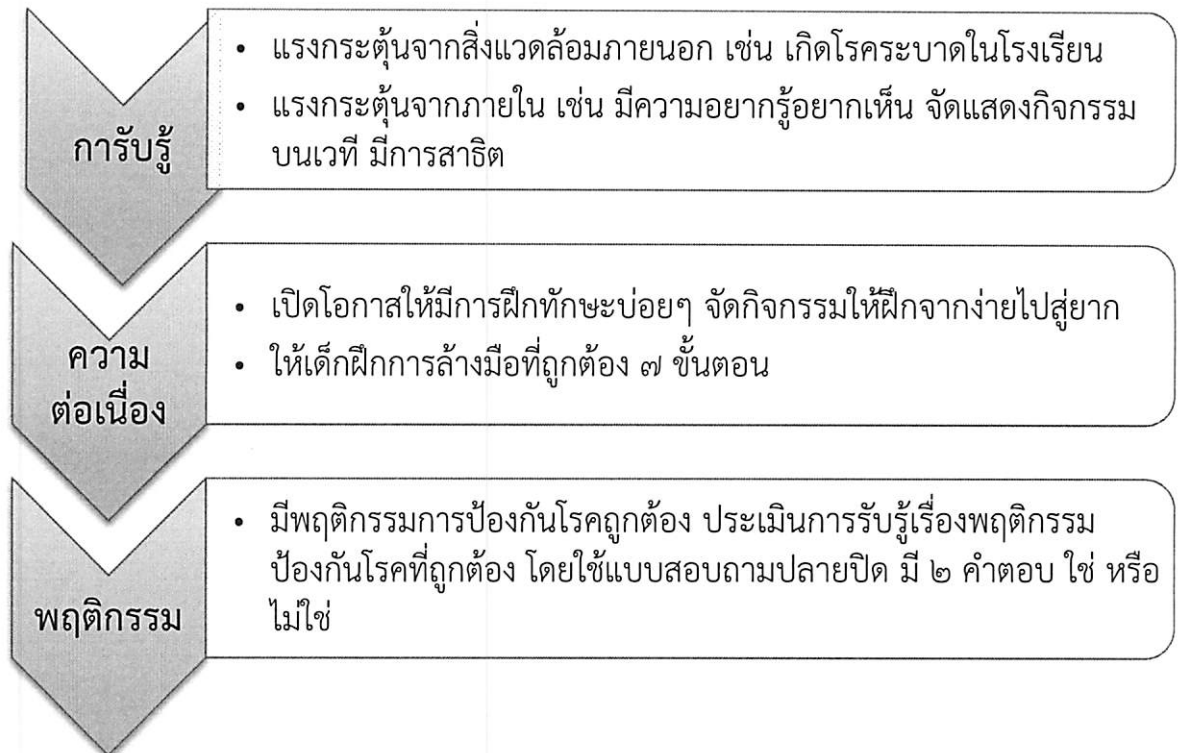 การับรู้
• แรงกระตุ้นจากสิ่งแวดล้อมภายนอก เช่น เกิดโรคระบาดในโรงเรียน
• แรงกระตุ้นจากภายใน เช่น มีความอยากรู้อยากเห็น จัดแสดงกิจกรรม
บนเวที มีการสาธิต
ความ
ต่อเนื่อง
• เปิดโอกาสให้มีการฝึกทักษะบ่อยๆ จัดกิจกรรมให้ฝึกจากง่ายไปสู่ยาก
• ให้เด็กฝึกการล้างมือที่ถูกต้อง ๗ ขั้นตอน
พฤติกรรม
• มีพฤติกรรมการป้องกันโรคถูกต้อง ประเมินการรับรู้เรื่องพฤติกรรม
ป้องกันโรคที่ถูกต้อง โดยใช้แบบสอบถามปลายปิด มี ๒ คำตอบ ใช่ หรือ
ไม่ใช่